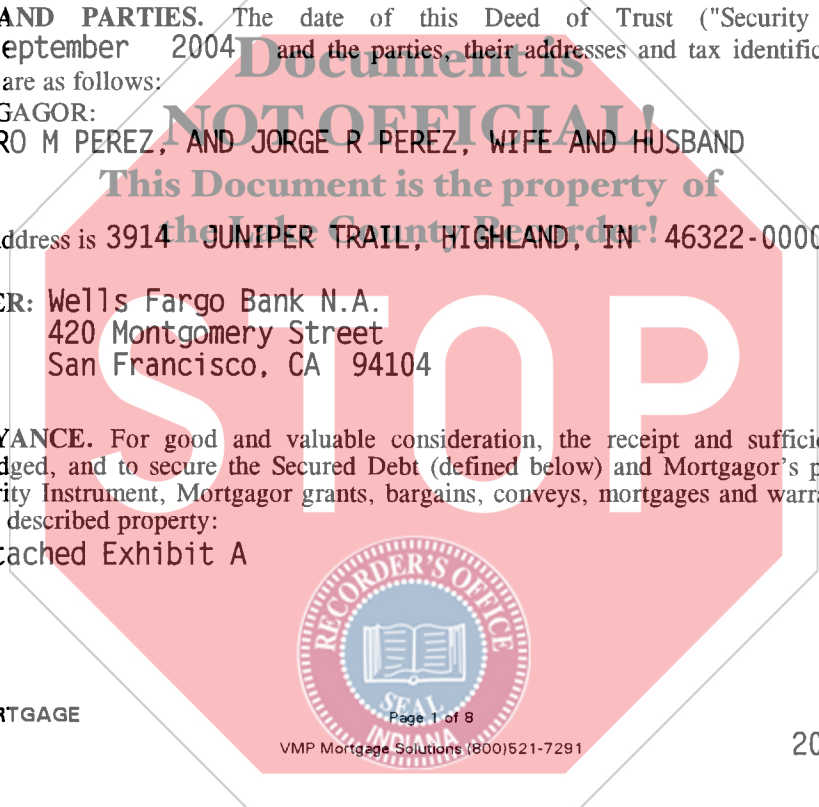 AND PARTIES. The date of this Deed of Trust ("Security
eptember 2004 and the parties, their addresses and tax identific
are as follows:
GAGOR:
RO M PEREZ, AND JORGE R PEREZ, WIFE AND HUSBAND
Document is
NOT OFFICIAL!
This Document is the property of
the Lake County Recorder!
ddress is 3914 JUNIPER TRAIL, HIGHLAND, IN 46322-0000
ER: Wells Fargo Bank N.A.
420 Montgomery Street
San Francisco, CA 94104
STOP
YANCE. For good and valuable consideration, the receipt and suffici
dged, and to secure the Secured Debt (defined below) and Mortgagor's p
rity Instrument, Mortgagor grants, bargains, conveys, mortgages and warra
described property:
tached Exhibit A
RECORDER'S OFFICE
SEAL
INDIANA
RTGAGE
Page 1 of 8
VMP Mortgage Solutions (800)521-7291
20